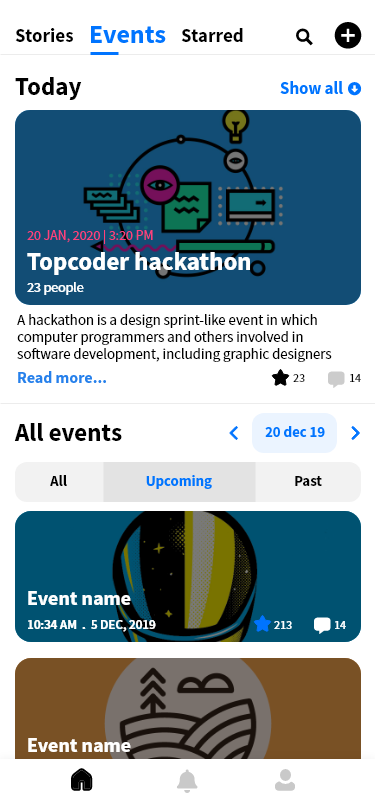 Stories Events Starred
Today
Show all
20 JAN, 2020 | 3:20 PM
Topcoder hackathon
23 people
A hackathon is a design sprint-like event in which
computer programmers and others involved in
software development, including graphic designers
Read more...
23
14
All events
20 dec 19
All
Upcoming
Past
Event name
10:34 AM . 5 DEC, 2019
213
14
Event name